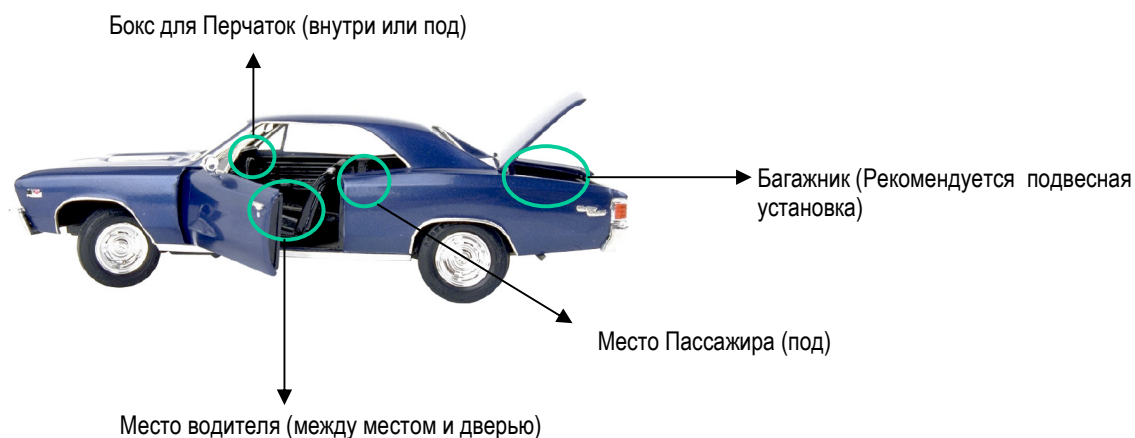 Бокс для Перчаток (внутри или под)
Багажник (Рекомендуется подвесная
установка)
Место Пассажира (под)
Место водителя (между местом и дверью)